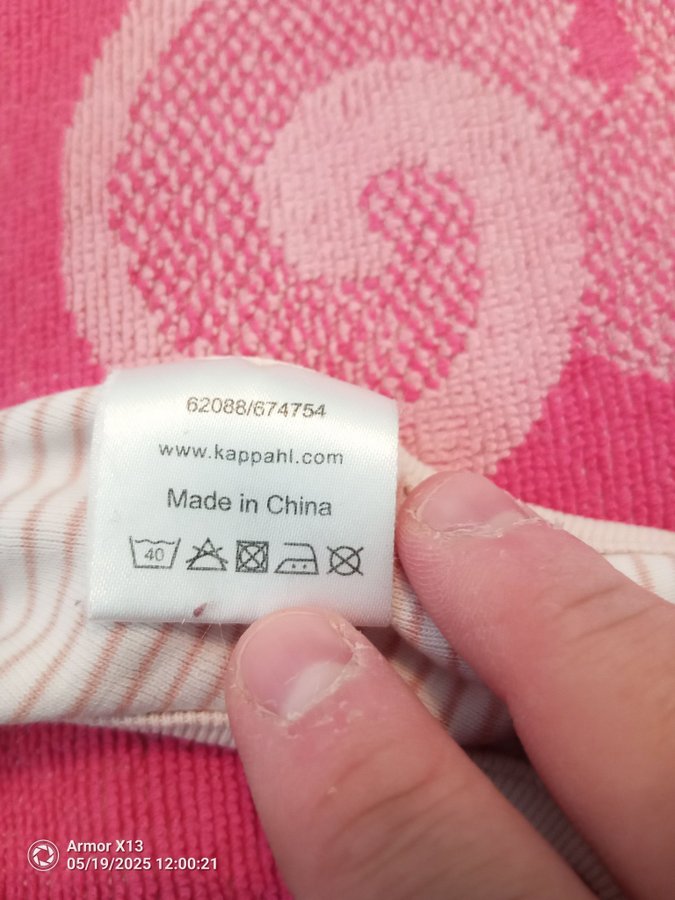 62088/674754
www.kappahl.com
Made in China
40
Armor X13
05/19/2025 12:00:21